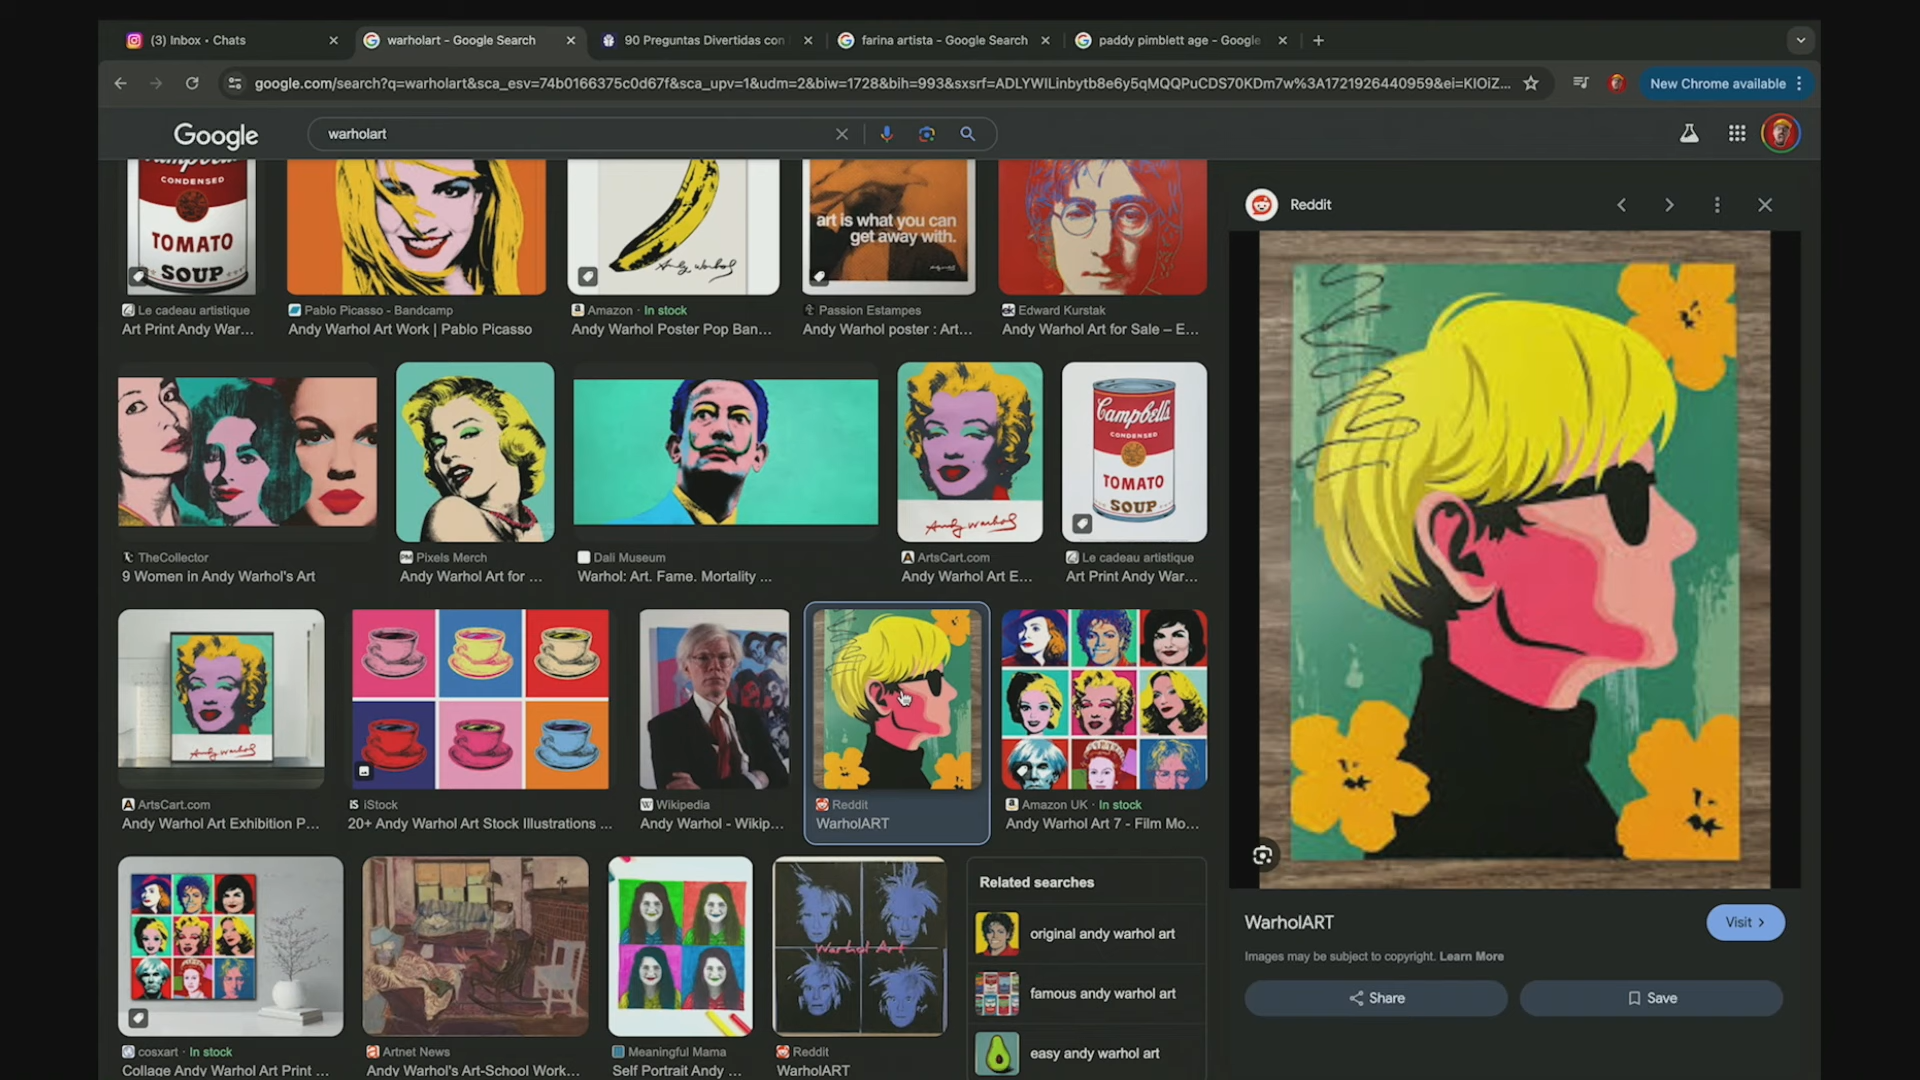 (3) Inbox • Chats
warholart - Google Search
90 Preguntas Divertidas con
farina artista - Google Search
paddy pimblett age - Google
google.com/search?q=warholart&sca_esv=74b0166375c0d67f&sca_upv=1&udm=2&biw=1728&bih=993&sxsrf=ADLYWILinbytb8e6y5qMQQPuCDS70KDm7w%3A1721926440959&ei=KIOiZ...
New Chrome available
Google
warholart
CONDENSED
TOMATO
SOUP
Andy Warhol
art is what you can
get away with.
Le cadeau artistique
Art Print Andy War...
Pablo Picasso - Bandcamp
Andy Warhol Art Work | Pablo Picasso
Amazon · In stock
Andy Warhol Poster Pop Ban...
Passion Estampes
Andy Warhol poster : Art...
Edward Kurstak
Andy Warhol Art for Sale – E...
Reddit
Andy Warhol
Campbell's
CONDENSED
TOMATO
SOUP
TheCollector
9 Women in Andy Warhol's Art
Pixels Merch
Andy Warhol Art for ...
Dali Museum
Warhol: Art. Fame. Mortality ...
ArtsCart.com
Andy Warhol Art E...
Le cadeau artistique
Art Print Andy War...
Andy Warhol
ArtsCart.com
Andy Warhol Art Exhibition P...
iStock
20+ Andy Warhol Art Stock Illustrations ...
Wikipedia
Andy Warhol - Wikip...
Reddit
WarholART
Amazon UK · In stock
Andy Warhol Art 7 - Film Mo...
Warhol Art
cosxart · In stock
Collage Andy Warhol Art Print ...
Artnet News
Andy Warhol's Art-School Work...
Meaningful Mama
Self Portrait Andy ...
Reddit
WarholART
Related searches
original andy warhol art
famous andy warhol art
easy andy warhol art
WarholART
Visit
Images may be subject to copyright. Learn More
Share
Save